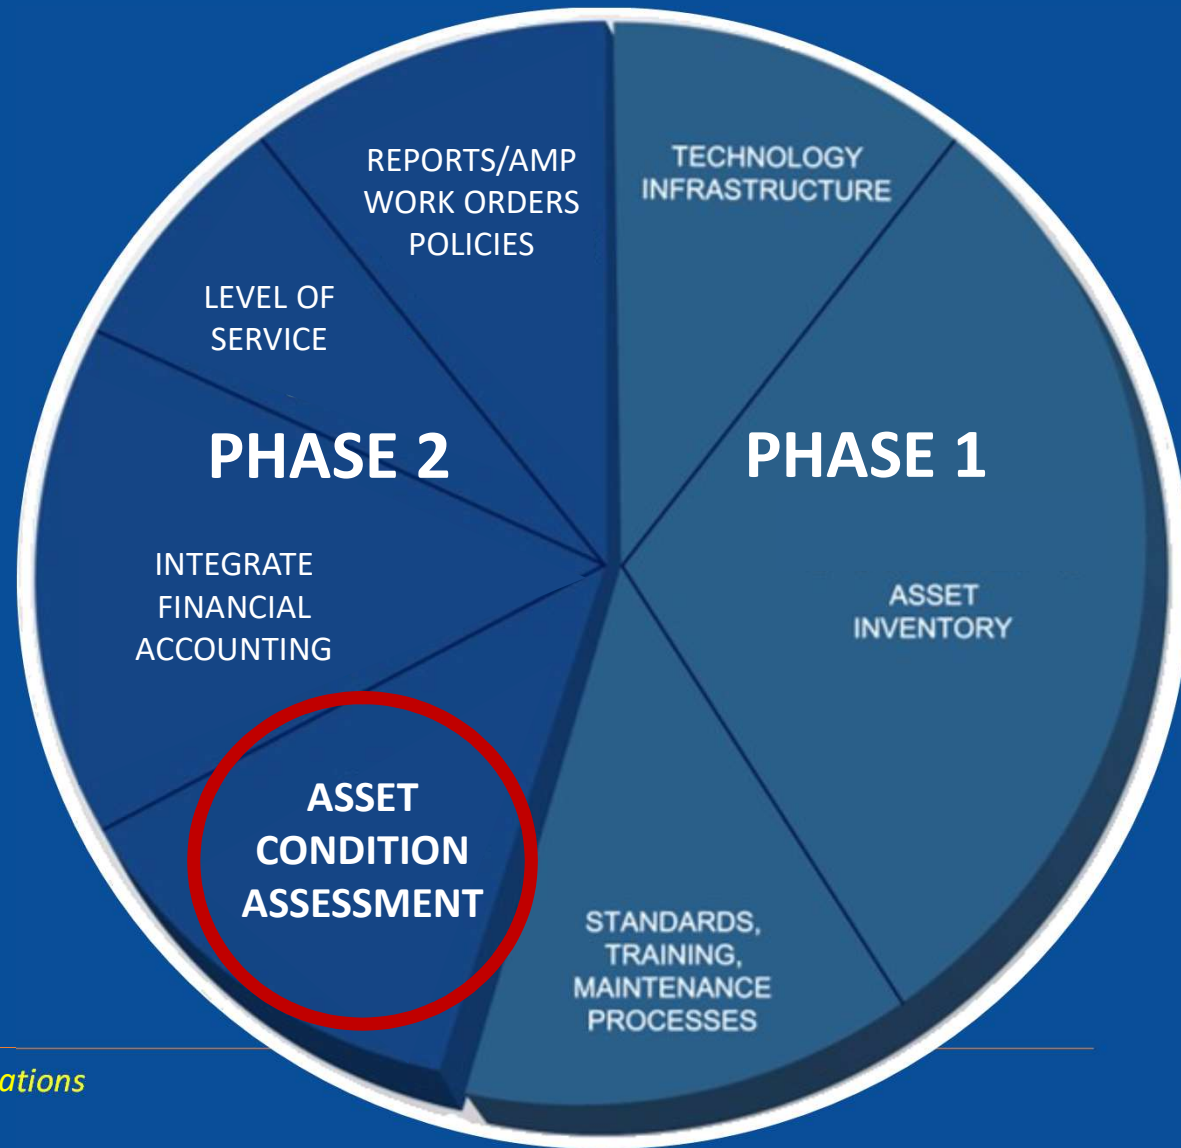 REPORTS/AMP
WORK ORDERS
POLICIES
TECHNOLOGY
INFRASTRUCTURE
LEVEL OF
SERVICE
PHASE 2
PHASE 1
INTEGRATE
FINANCIAL
ACCOUNTING
ASSET
INVENTORY
ASSET
CONDITION
ASSESSMENT
STANDARDS,
TRAINING,
MAINTENANCE
PROCESSES
ations